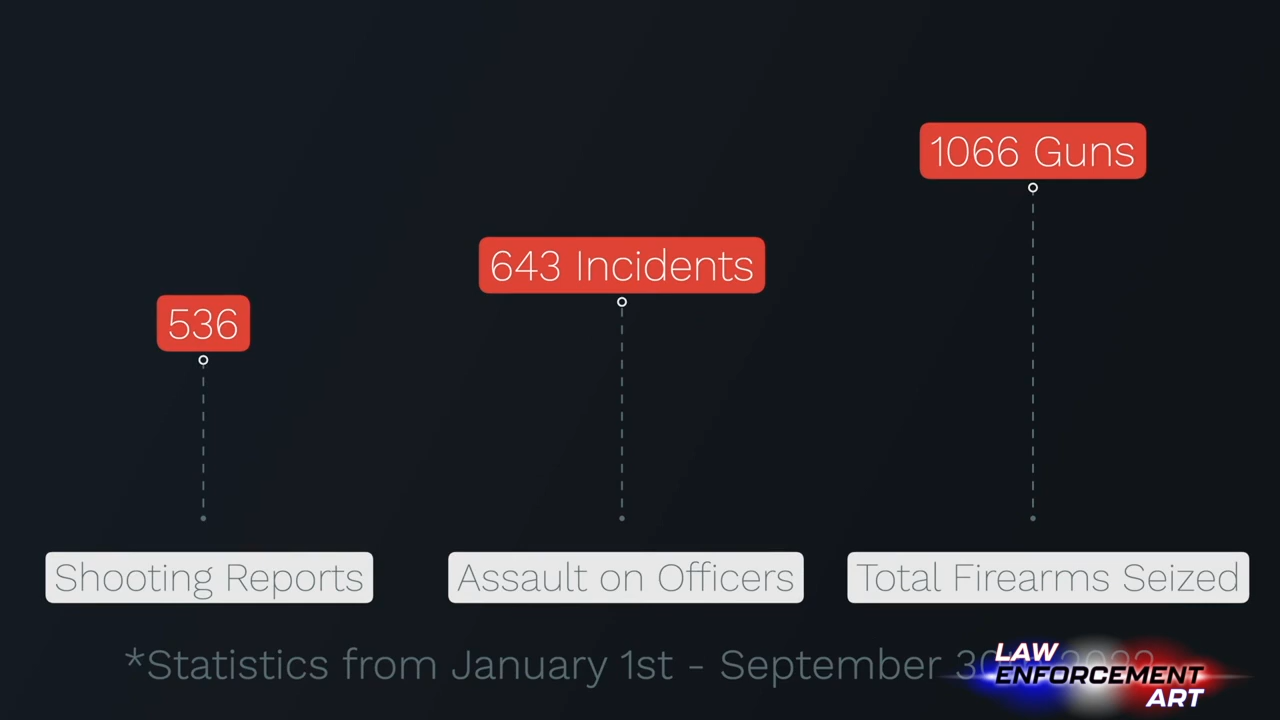 1066 Guns
643 Incidents
536
Shooting Reports
Assault on Officers
Total Firearms Seized
*Statistics from January 1st - September
LAW
ENFORCEMENT
ART